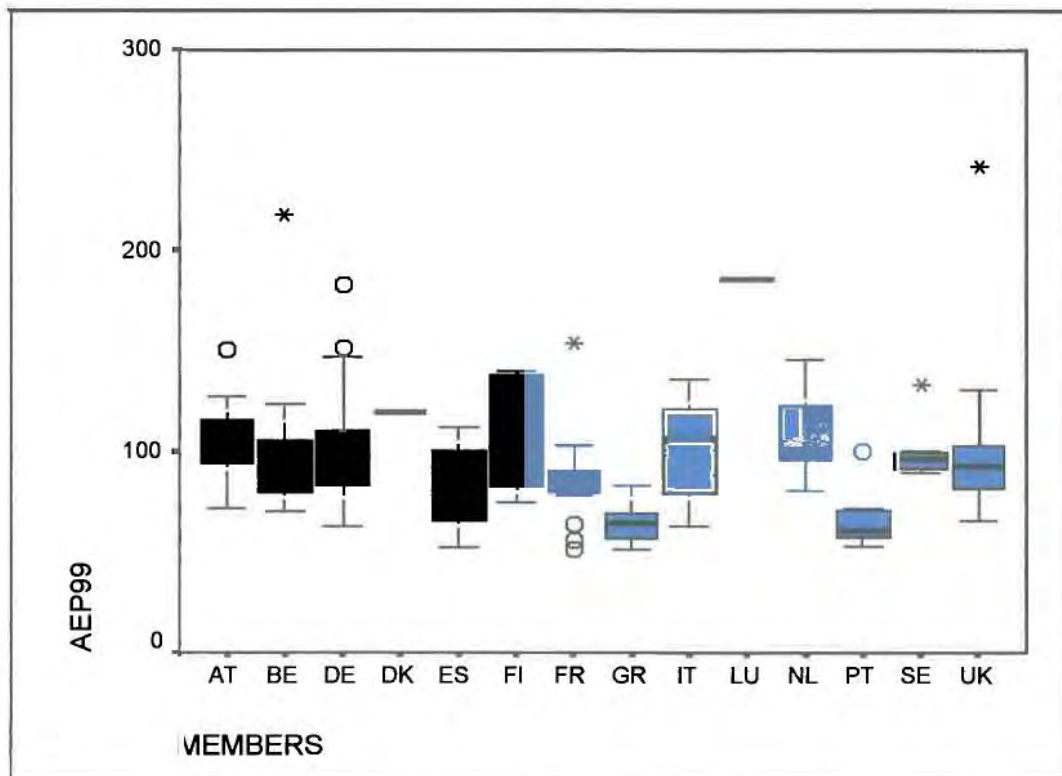 300
200
100
0
AEP99
AT BE DE DK ES FI FR GR IT LU NL PT SE UK
MEMBERS